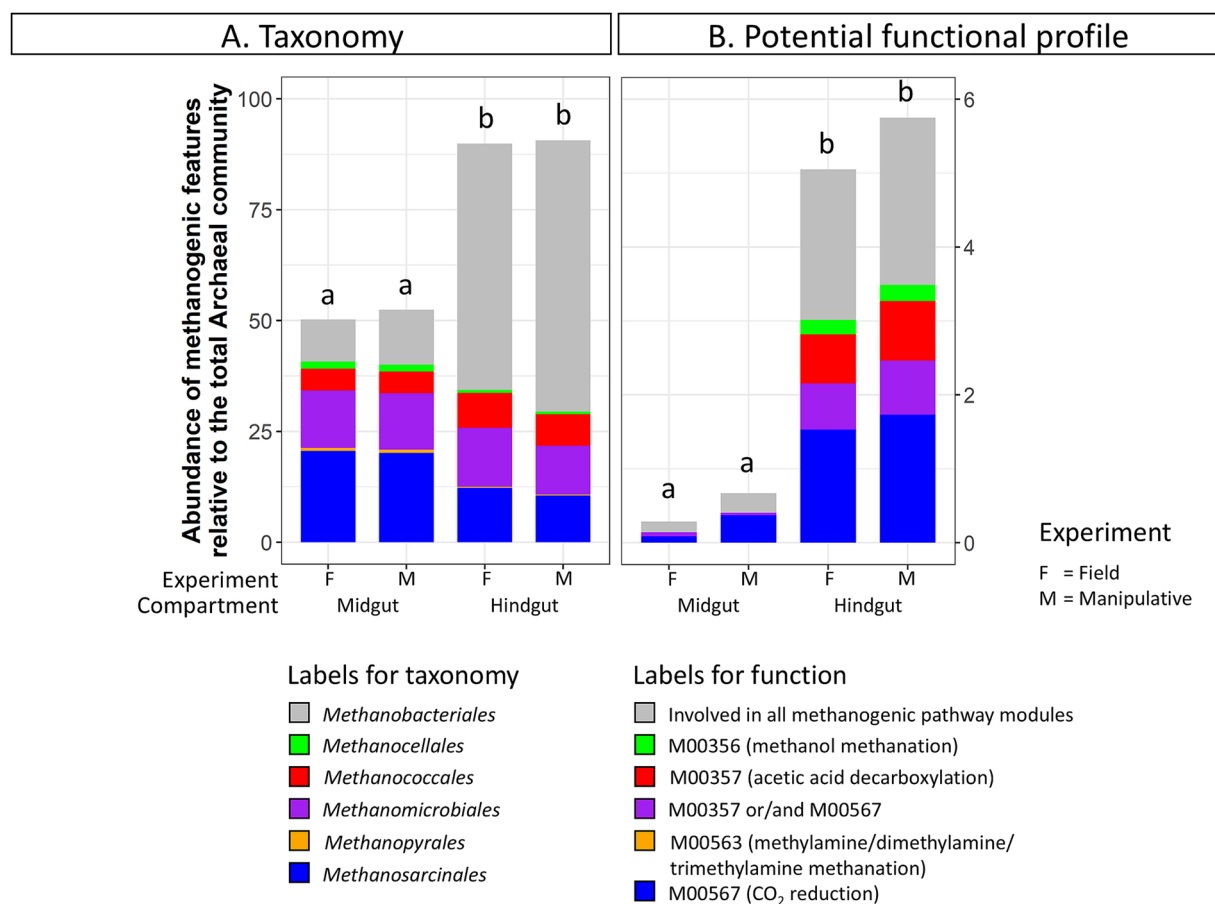 A. Taxonomy
B. Potential functional profile
Abundance of methanogenic features
relative to the total Archaeal community
100
75
50
25
0
a
a
b
b
a
a
b
b
6
4
2
0
Experiment F M F M F M F M
Compartment Midgut Hindgut Midgut Hindgut
Experiment
F = Field
M = Manipulative
Labels for taxonomy
Methanobacteriales
Methanocellales
Methanococcales
Methanomicrobiales
Methanopyrales
Methanosarcinales
Labels for function
Involved in all methanogenic pathway modules
M00356 (methanol methanation)
M00357 (acetic acid decarboxylation)
M00357 or/and M00567
M00563 (methylamine/dimethylamine/
trimethylamine methanation)
M00567 (CO₂ reduction)